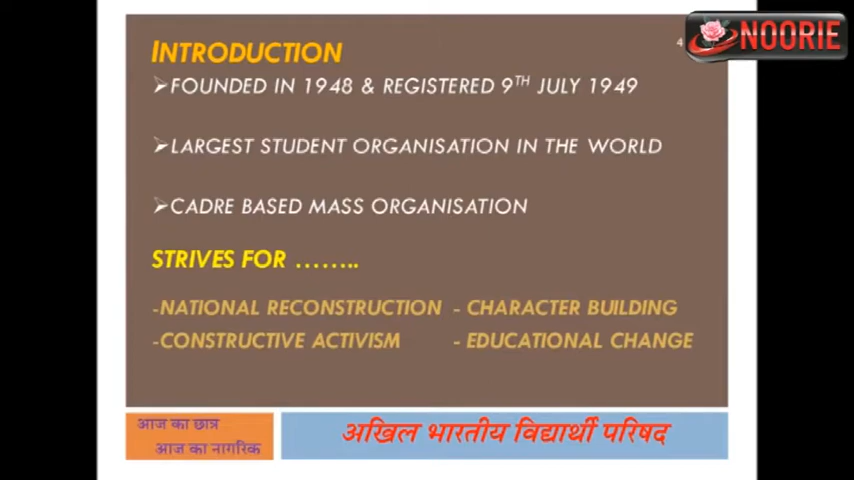 INTRODUCTION
4
NOORIE
➢FOUNDED IN 1948 & REGISTERED 9TH JULY 1949
➢LARGEST STUDENT ORGANISATION IN THE WORLD
➢CADRE BASED MASS ORGANISATION
STRIVES FOR ……..
-NATIONAL RECONSTRUCTION - CHARACTER BUILDING
-CONSTRUCTIVE ACTIVISM - EDUCATIONAL CHANGE
आज का छात्र
आज का नागरिक
अखिल भारतीय विद्यार्थी परिषद